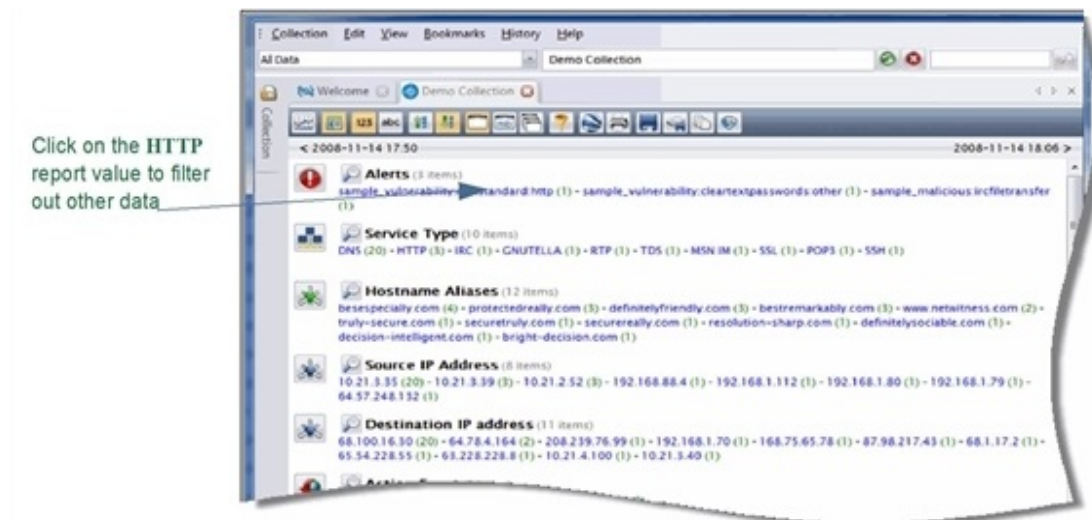 Collection Edit View Bookmarks History Help
All Data Demo Collection
Welcome Demo Collection
Collection
123 abc
< 2008-11-14 17:50 2008-11-14 18:06 >
Click on the HTTP
report value to filter
out other data
Alerts (3 items)
sample_vulnerability standard:http (1) - sample_vulnerability:cleartextpasswords:other (1) - sample_malicious:ircfiletransfer
(1)
Service Type (10 items)
DNS (20) - HTTP (3) - IRC (1) - GNUTELLA (1) - RTP (1) - TDS (1) - MSN IM (1) - SSL (1) - POP3 (1) - SSH (1)
Hostname Aliases (12 items)
besespecially.com (4) - protectedreally.com (3) - definitelyfriendly.com (3) - bestremarkably.com (3) - www.netwitness.com (2) -
truly-secure.com (1) - securetruly.com (1) - securereally.com (1) - resolution-sharp.com (1) - definitelysociable.com (1) -
decision-intelligent.com (1) - bright-decision.com (1)
Source IP Address (8 items)
10.21.3.35 (20) - 10.21.3.39 (3) - 10.21.2.52 (3) - 192.168.88.4 (1) - 192.168.1.112 (1) - 192.168.1.80 (1) - 192.168.1.79 (1) -
64.57.248.132 (1)
Destination IP address (11 items)
68.100.16.30 (20) - 64.78.4.164 (2) - 208.239.76.99 (1) - 192.168.1.70 (1) - 168.75.65.78 (1) - 87.98.217.43 (1) - 68.1.17.2 (1) -
65.54.228.55 (1) - 63.228.228.8 (1) - 10.21.4.100 (1) - 10.21.3.40 (1)